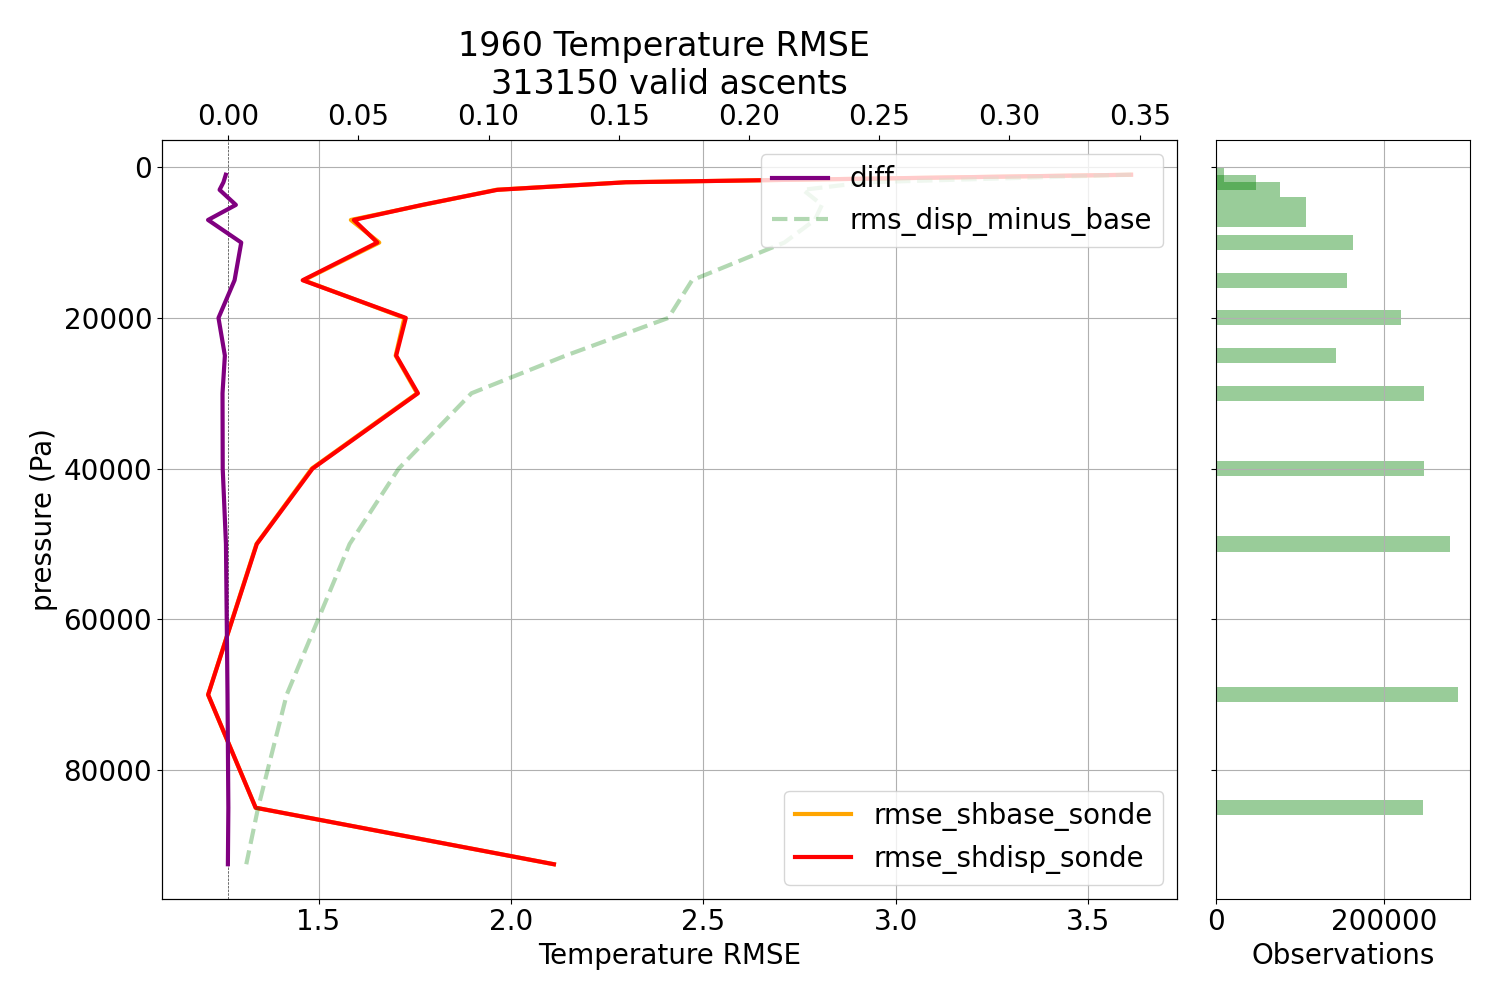 1960 Temperature RMSE
313150 valid ascents
0.00 0.05 0.10 0.15 0.20 0.25 0.30 0.35
diff
rms_disp_minus_base
0
20000
40000
60000
80000
pressure (Pa)
rmse_shbase_sonde
rmse_shdisp_sonde
1.5 2.0 2.5 3.0 3.5
Temperature RMSE
0 200000
Observations